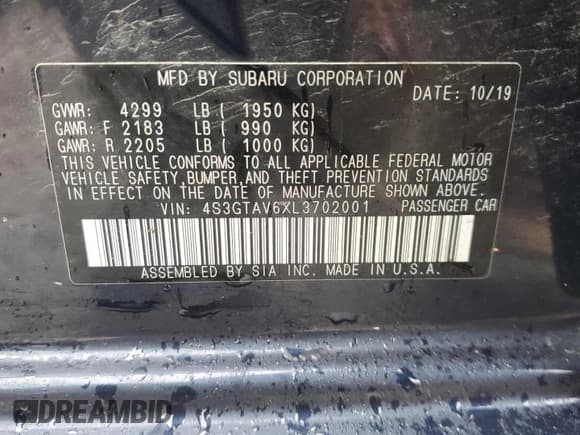 MFD BY SUBARU CORPORATION
DATE: 10/19
GVWR: 4299 LB ( 1950 KG)
GAWR: F 2183 LB ( 990 KG)
GAWR: R 2205 LB ( 1000 KG)
THIS VEHICLE CONFORMS TO ALL APPLICABLE FEDERAL MOTOR
VEHICLE SAFETY, BUMPER, AND THEFT PREVENTION STANDARDS
IN EFFECT ON THE DATE OF MANUFACTURE SHOWN ABOVE.
VIN: 4S3GTAV6XL3702001 PASSENGER CAR
ASSEMBLED BY SIA INC. MADE IN U.S.A.
DREAMBID